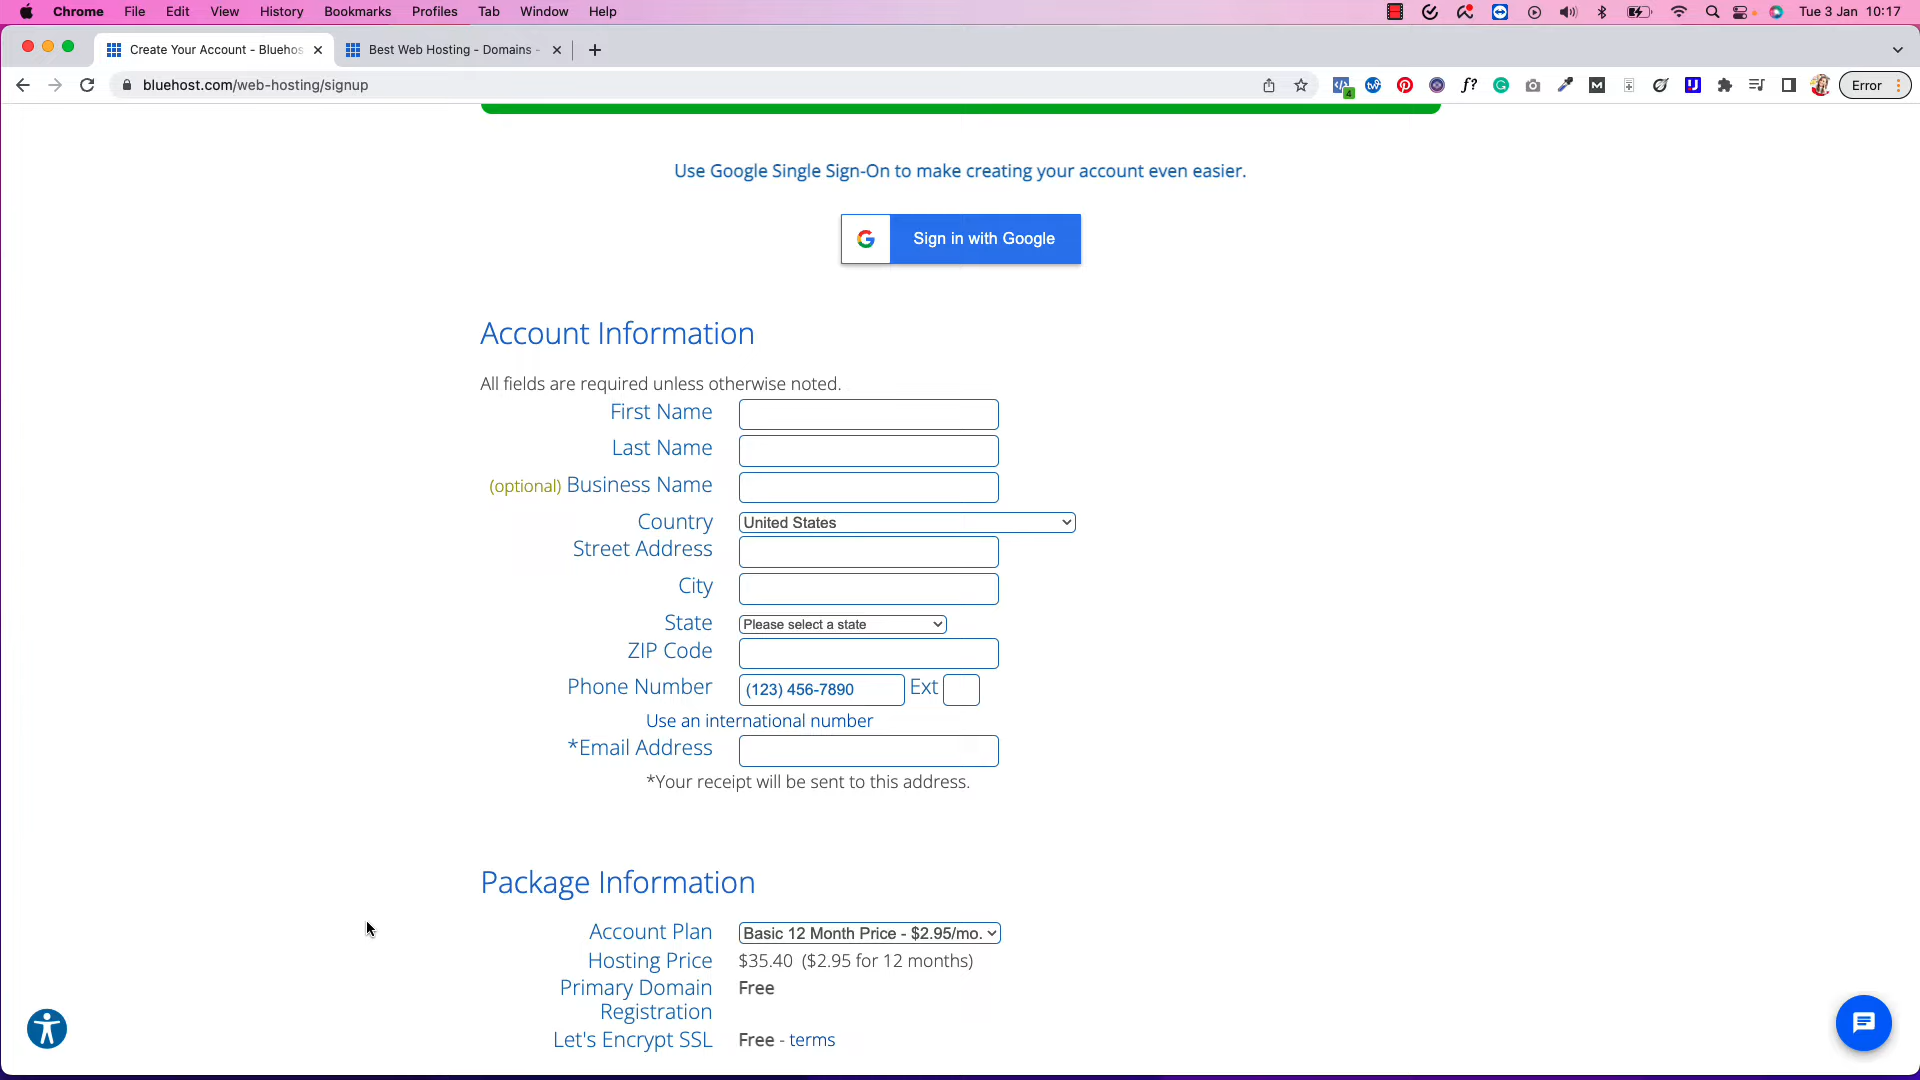 Chrome File Edit View History Bookmarks Profiles Tab Window Help Tue 3 Jan 10:17
Create Your Account - Bluehos Best Web Hosting - Domains -
bluehost.com/web-hosting/signup f? 4 M Error
Use Google Single Sign-On to make creating your account even easier.
G Sign in with Google
Account Information
All fields are required unless otherwise noted.
First Name
Last Name
(optional) Business Name
Country United States
Street Address
City
State Please select a state
ZIP Code
Phone Number (123) 456-7890 Ext
Use an international number
*Email Address
*Your receipt will be sent to this address.
Package Information
Account Plan Basic 12 Month Price - $2.95/mo.
Hosting Price $35.40 ($2.95 for 12 months)
Primary Domain Free
Registration
Let's Encrypt SSL Free - terms